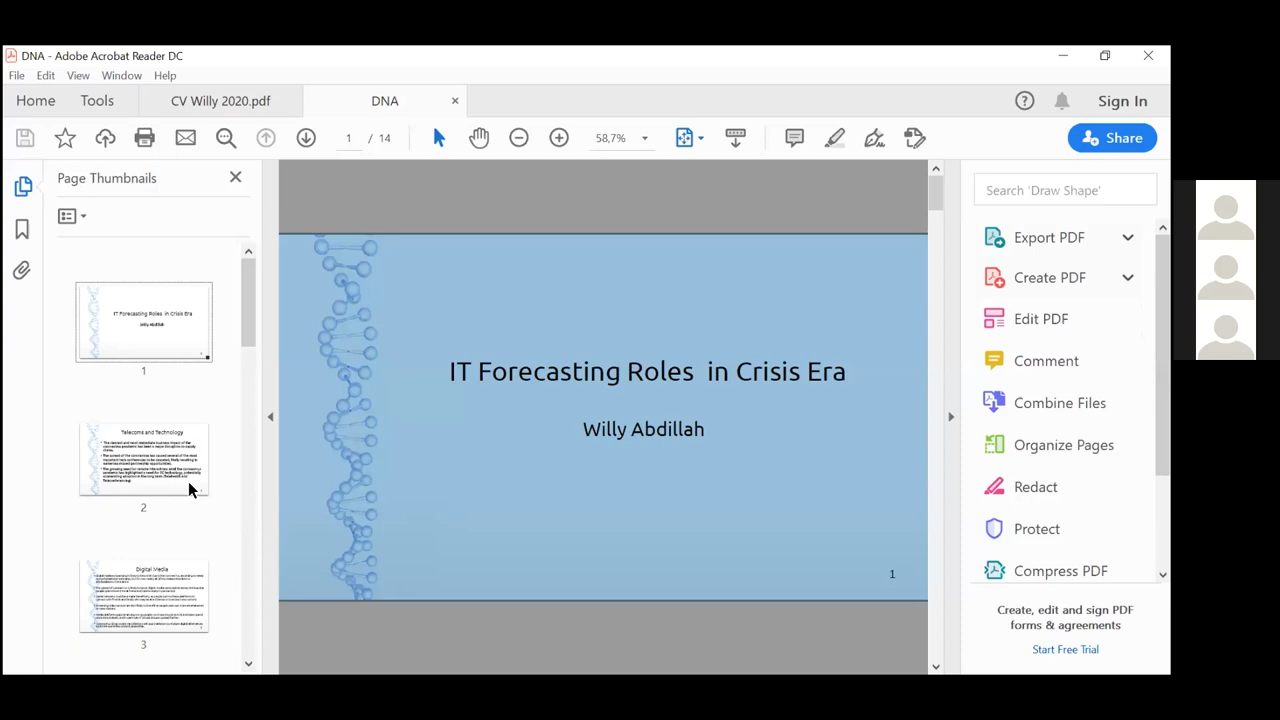 DNA - Adobe Acrobat Reader DC
File Edit View Window Help
Home Tools CV Willy 2020.pdf DNA Sign In
1 / 14 58,7% Share
Page Thumbnails
IT Forecasting Roles in Crisis Era
Willy Abdillah
1
Telecoms and Technology
2
Digital Media
3
IT Forecasting Roles  in Crisis Era
Willy Abdillah
1
Search 'Draw Shape'
Export PDF
Create PDF
Edit PDF
Comment
Combine Files
Organize Pages
Redact
Protect
Compress PDF
Create, edit and sign PDF
forms & agreements
Start Free Trial